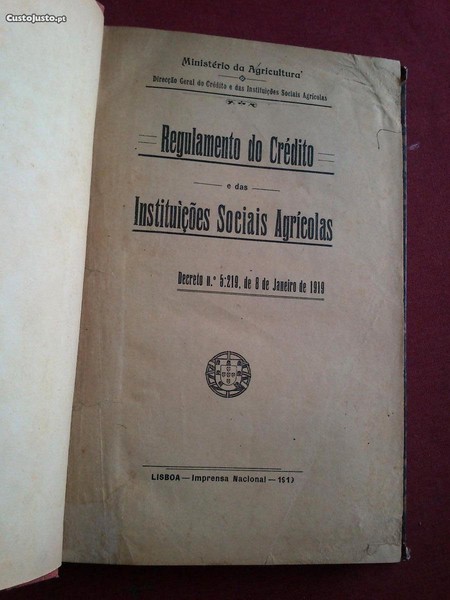 CustoJusto.pt
Ministério da Agricultura
Direcção Geral do Crédito e das Instituições Sociais Agrícolas
Regulamento do Crédito
e das
Instituìções Sociais Agrícolas
Decreto n.º 5:219, de 8 de Janeiro de 1919
LISBOA — Imprensa Nacional — 1919